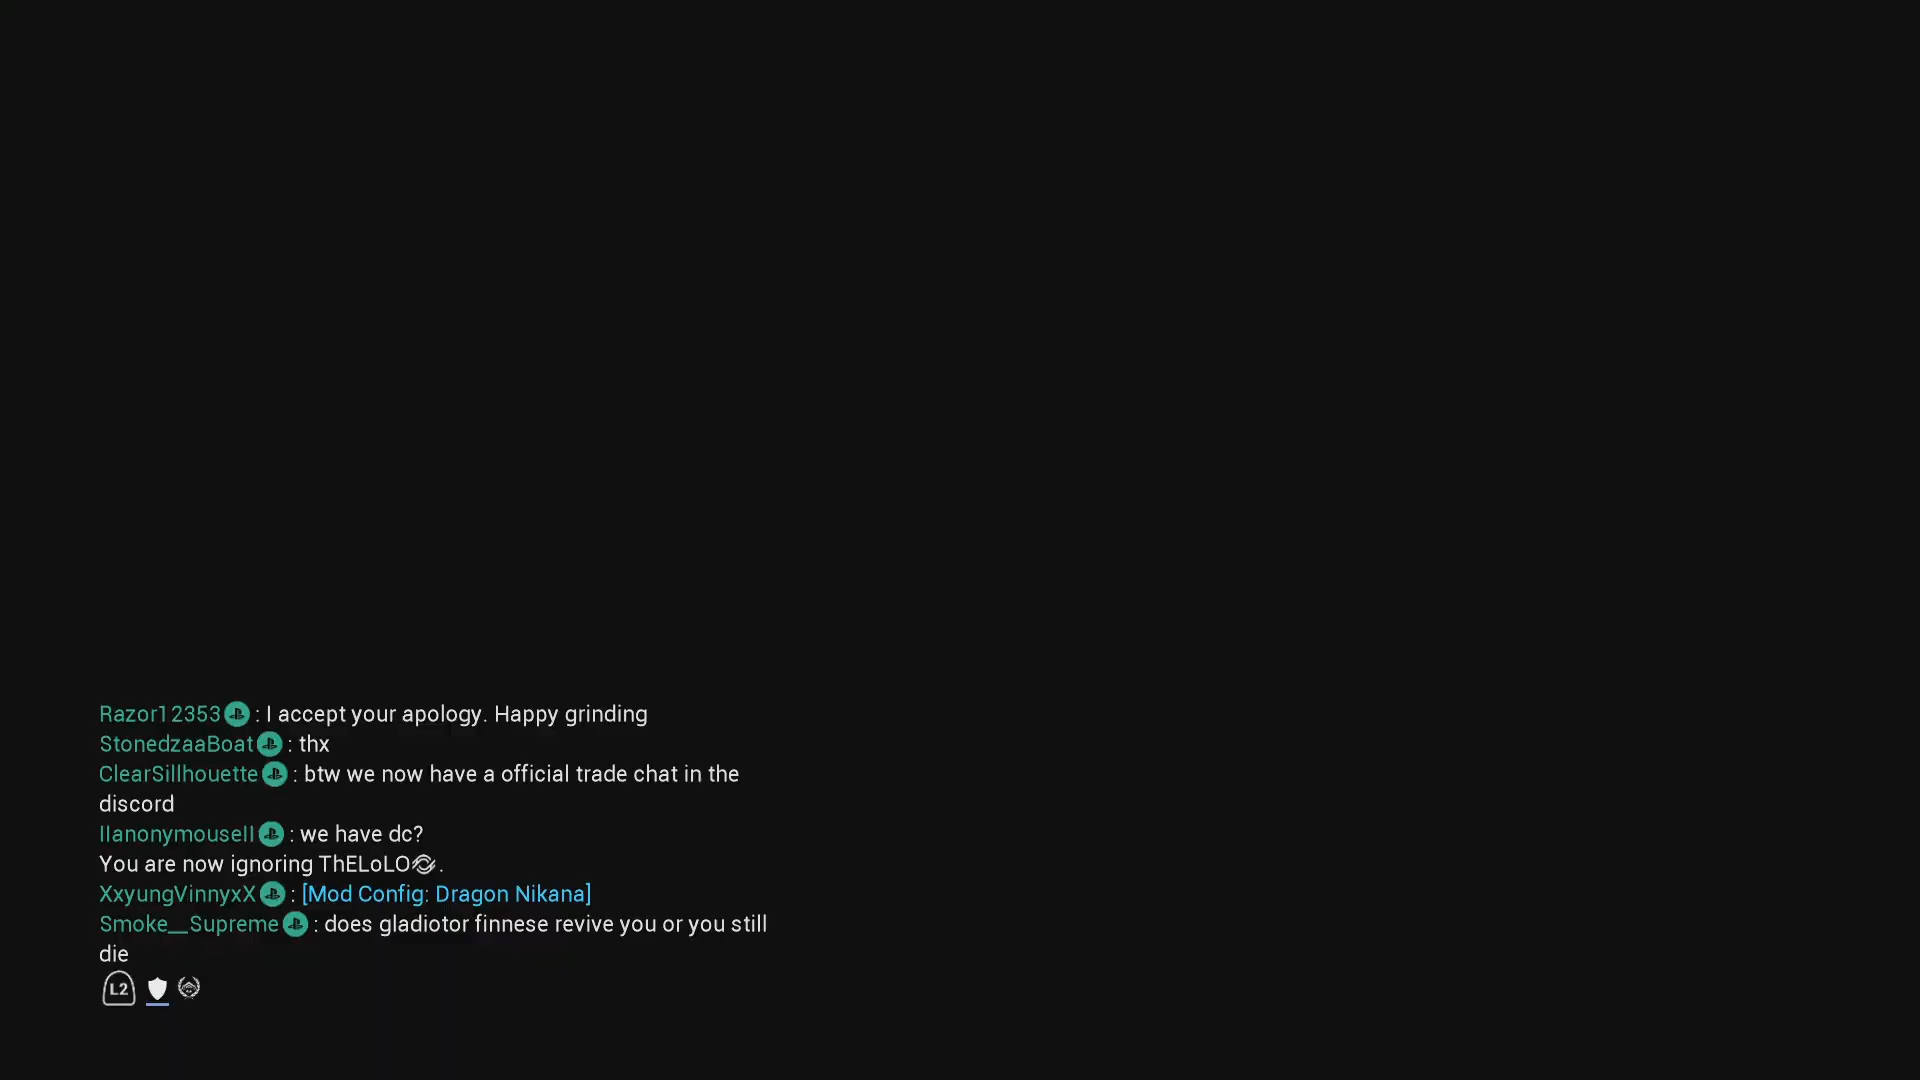 Razor12353 : I accept your apology. Happy grinding
StonedzaaBoat : thx
ClearSillhouette : btw we now have a official trade chat in the
discord
IIanonymouseII : we have dc?
You are now ignoring ThELoLO .
XxyungVinnyxX : [Mod Config: Dragon Nikana]
Smoke__Supreme : does gladiotor finnese revive you or you still
die
L2